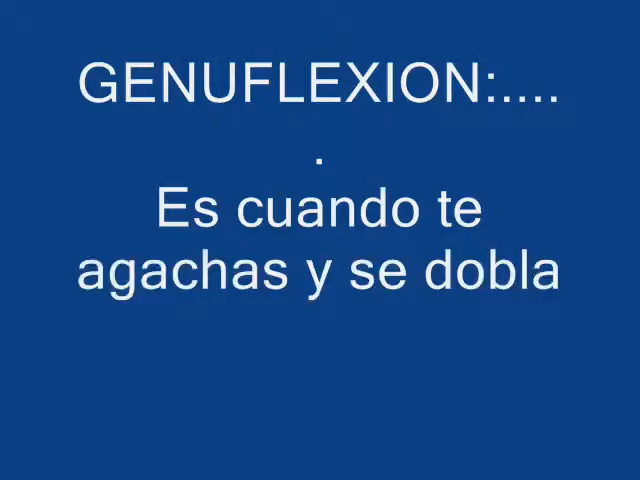 GENUFLEXION:....
.
Es cuando te
agachas y se dobla